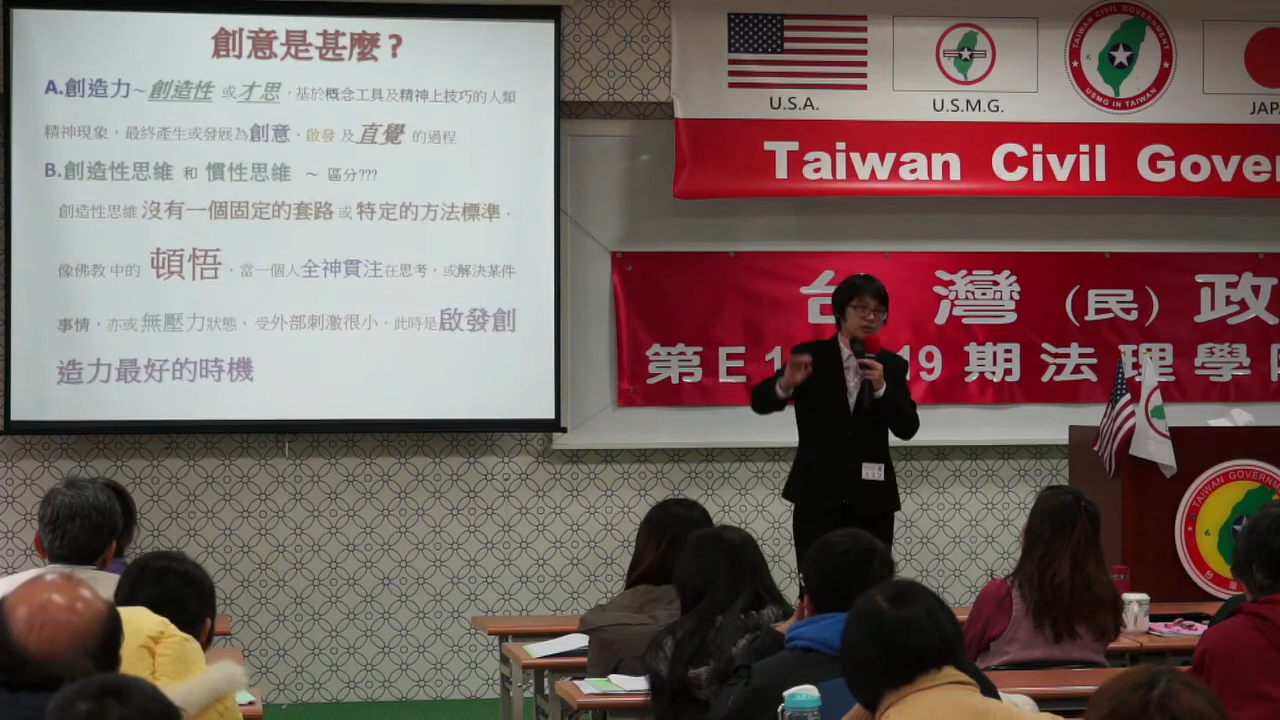 創意是甚麼?
A.創造力~創造性 或才思,基於概念工具及精神上技巧的人類
精神現象,最終產生或發展為創意、啟發 及 直覺 的過程
B.創造性思維 和 慣性思維 ~ 區分???
創造性思維 沒有一個固定的套路 或 特定的方法標準,
像佛教 中的 頓悟,當一個人全神貫注在思考,或解決某件
事情,亦或無壓力狀態,受外部刺激很小,此時是啟發創
造力最好的時機
U.S.A.
U.S.M.G.
TAIWAN CIVIL GOVERNMENT
USMG IN TAIWAN
Taiwan Civil
台灣(民)政
第E1 19期法理學
TAIWAN